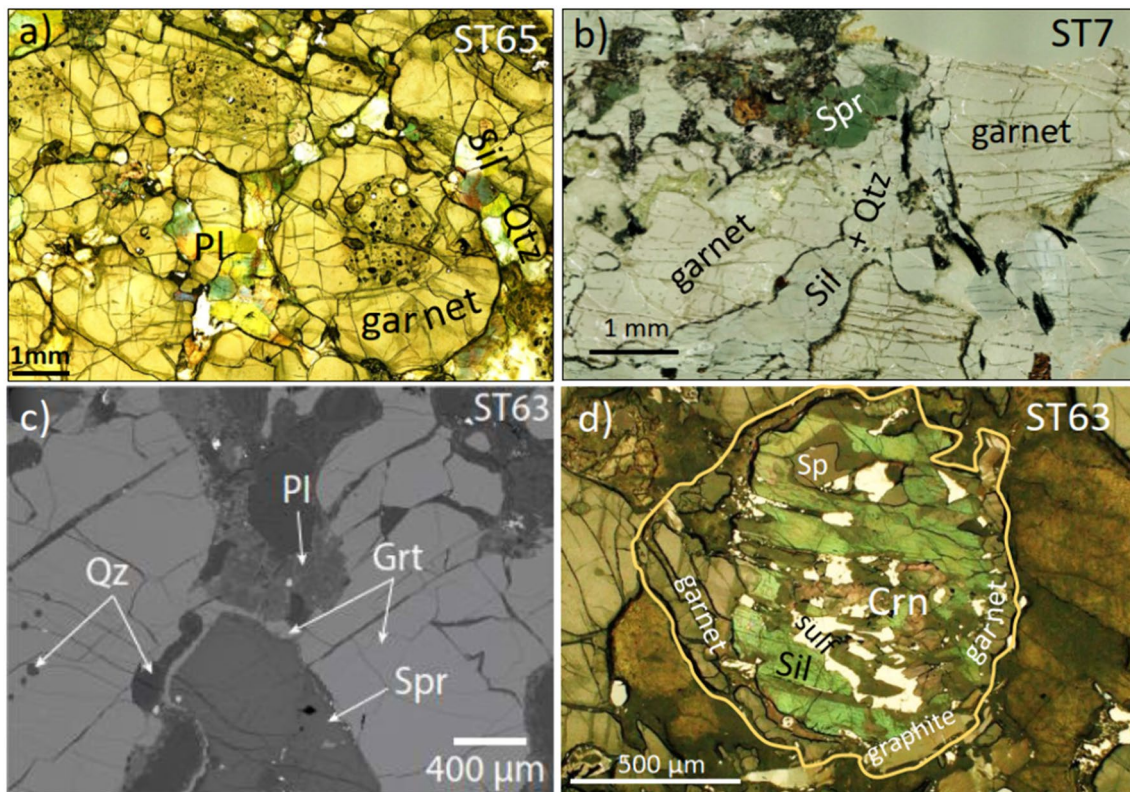 a)
ST65
Sil
Qtz
Pl
garnet
1mm
b)
ST7
Spr
garnet
garnet
Sil + Qtz
1 mm
c)
ST63
Pl
Qz
Grt
Spr
400 µm
d)
ST63
Sp
garnet
Crn
sulf
Sil
garnet
graphite
500 µm